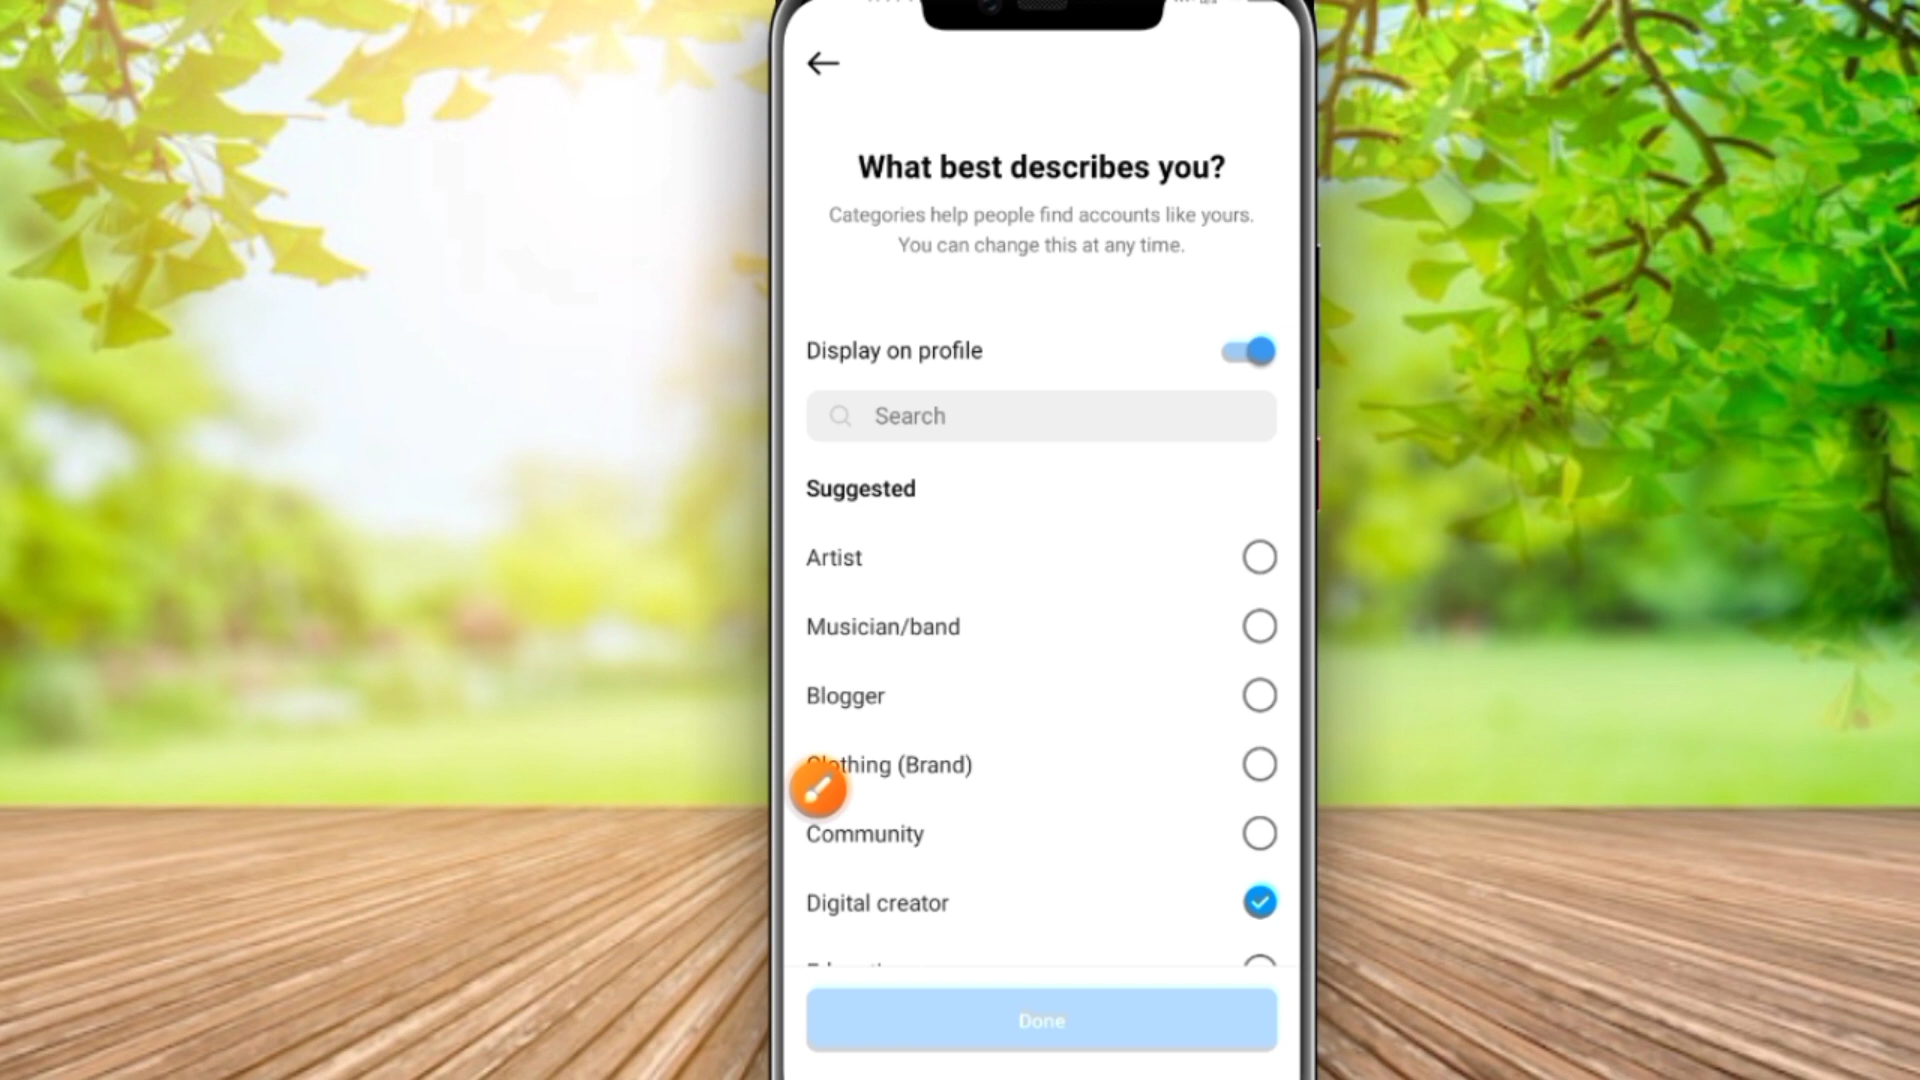 What best describes you?
Categories help people find accounts like yours.
You can change this at any time.
Display on profile
Search
Suggested
Artist
Musician/band
Blogger
Clothing (Brand)
Community
Digital creator
Done